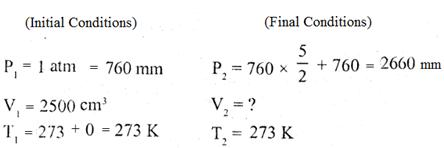 (Initial Conditions) (Final Conditions)
P₁ = 1 atm = 760 mm P₂ = 760 × 5/2 + 760 = 2660 mm
V₁ = 2500 cm³ V₂ = ?
T₁ = 273 + 0 = 273 K T₂ = 273 K